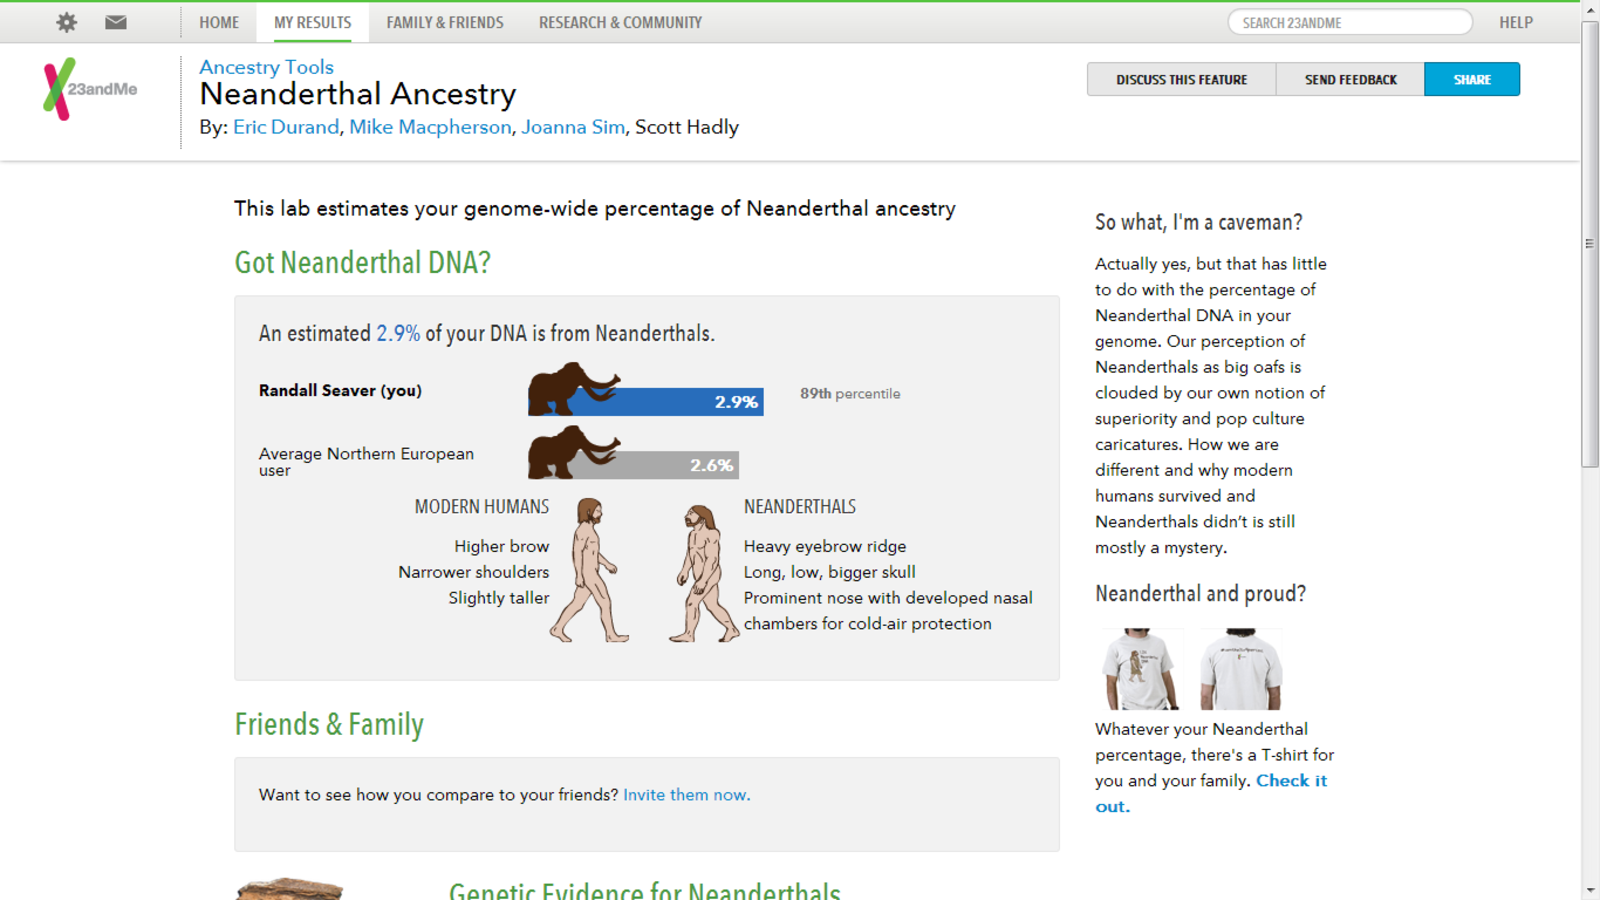 HOME
MY RESULTS
FAMILY & FRIENDS
RESEARCH & COMMUNITY
SEARCH 23ANDME
HELP
23andMe
Ancestry Tools
Neanderthal Ancestry
By: Eric Durand, Mike Macpherson, Joanna Sim, Scott Hadly
DISCUSS THIS FEATURE
SEND FEEDBACK
SHARE
This lab estimates your genome-wide percentage of Neanderthal ancestry
Got Neanderthal DNA?
An estimated 2.9% of your DNA is from Neanderthals.
Randall Seaver (you)
2.9%
89th percentile
Average Northern European
user
2.6%
MODERN HUMANS
Higher brow
Narrower shoulders
Slightly taller
NEANDERTHALS
Heavy eyebrow ridge
Long, low, bigger skull
Prominent nose with developed nasal
chambers for cold-air protection
Friends & Family
Want to see how you compare to your friends? Invite them now.
Genetic Evidence for Neanderthals
So what, I'm a caveman?
Actually yes, but that has little
to do with the percentage of
Neanderthal DNA in your
genome. Our perception of
Neanderthals as big oafs is
clouded by our own notion of
superiority and pop culture
caricatures. How we are
different and why modern
humans survived and
Neanderthals didn’t is still
mostly a mystery.
Neanderthal and proud?
Whatever your Neanderthal
percentage, there's a T-shirt for
you and your family. Check it
out.